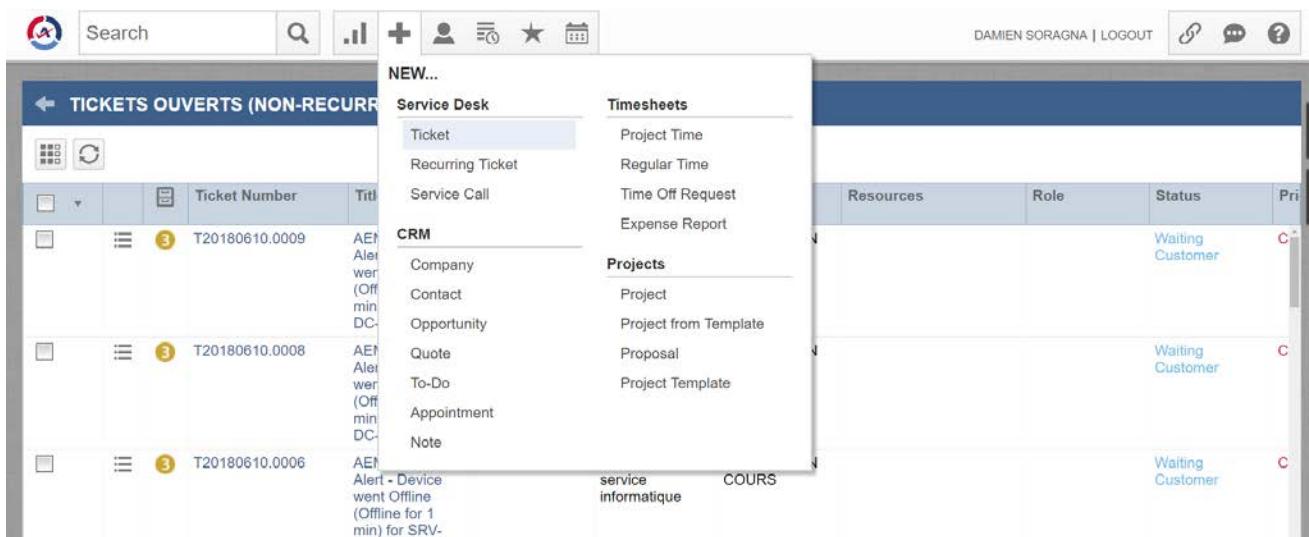 Search
DAMIEN SORAGNA | LOGOUT
NEW...
Service Desk
Ticket
Recurring Ticket
Service Call
CRM
Company
Contact
Opportunity
Quote
To-Do
Appointment
Note
Timesheets
Project Time
Regular Time
Time Off Request
Expense Report
Projects
Project
Project from Template
Proposal
Project Template
TICKETS OUVERTS (NON-RECURR
Ticket Number
Resources
Role
Status
T20180610.0009
Waiting
Customer
T20180610.0008
Waiting
Customer
T20180610.0006
Alert - Device
went Offline
(Offline for 1
min) for SRV-
service
informatique
COURS
Waiting
Customer